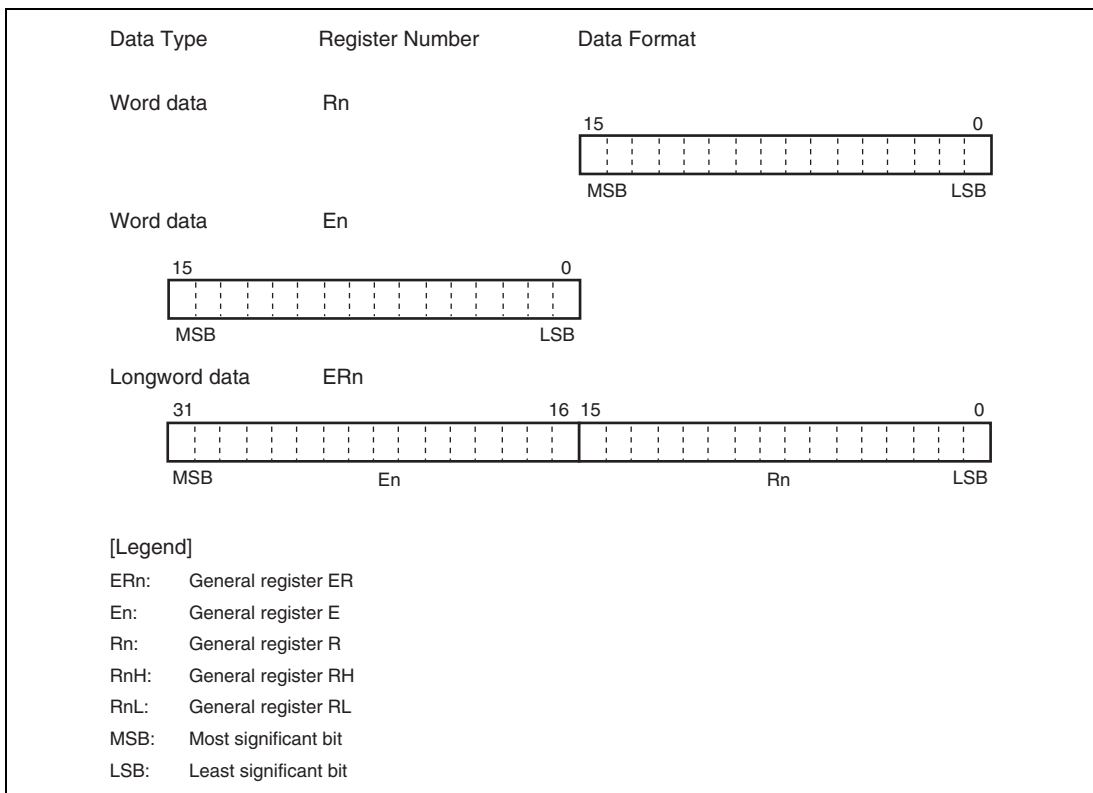 Data Type Register Number Data Format
Word data Rn
15 0
MSB LSB
Word data En
15 0
MSB LSB
Longword data ERn
31 16 15 0
MSB En Rn LSB
[Legend]
ERn: General register ER
En: General register E
Rn: General register R
RnH: General register RH
RnL: General register RL
MSB: Most significant bit
LSB: Least significant bit